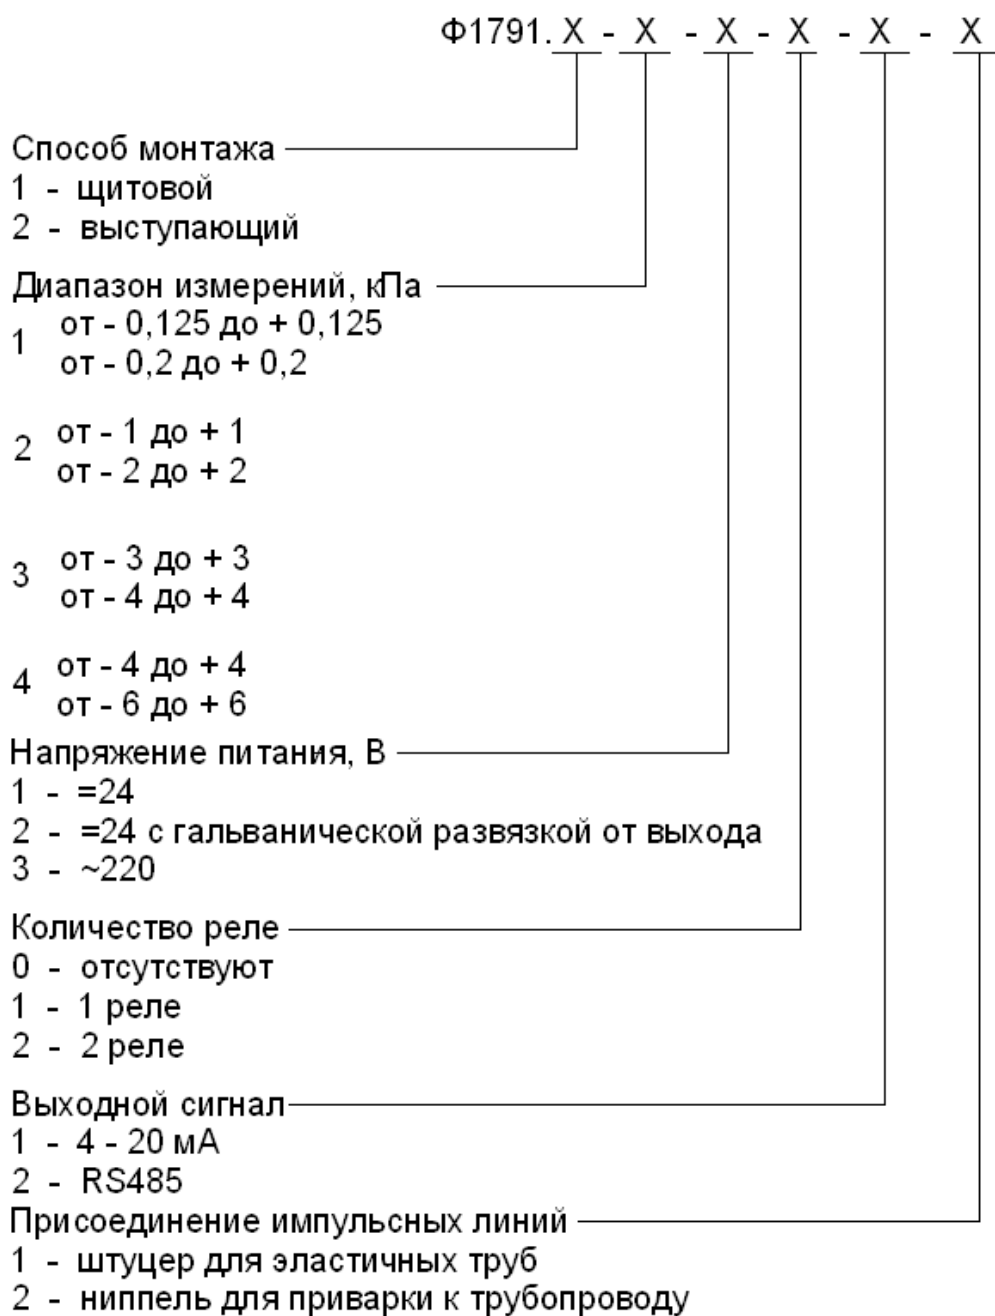 Ф1791. X - X - X - X - X - X
Способ монтажа
1 - щитовой
2 - выступающий
Диапазон измерений, кПа
1 от - 0,125 до + 0,125
от - 0,2 до + 0,2
2 от - 1 до + 1
от - 2 до + 2
3 от - 3 до + 3
от - 4 до + 4
4 от - 4 до + 4
от - 6 до + 6
Напряжение питания, В
1 - =24
2 - =24 с гальванической развязкой от выхода
3 - ~220
Количество реле
0 - отсутствуют
1 - 1 реле
2 - 2 реле
Выходной сигнал
1 - 4 - 20 мА
2 - RS485
Присоединение импульсных линий
1 - штуцер для эластичных труб
2 - ниппель для приварки к трубопроводу